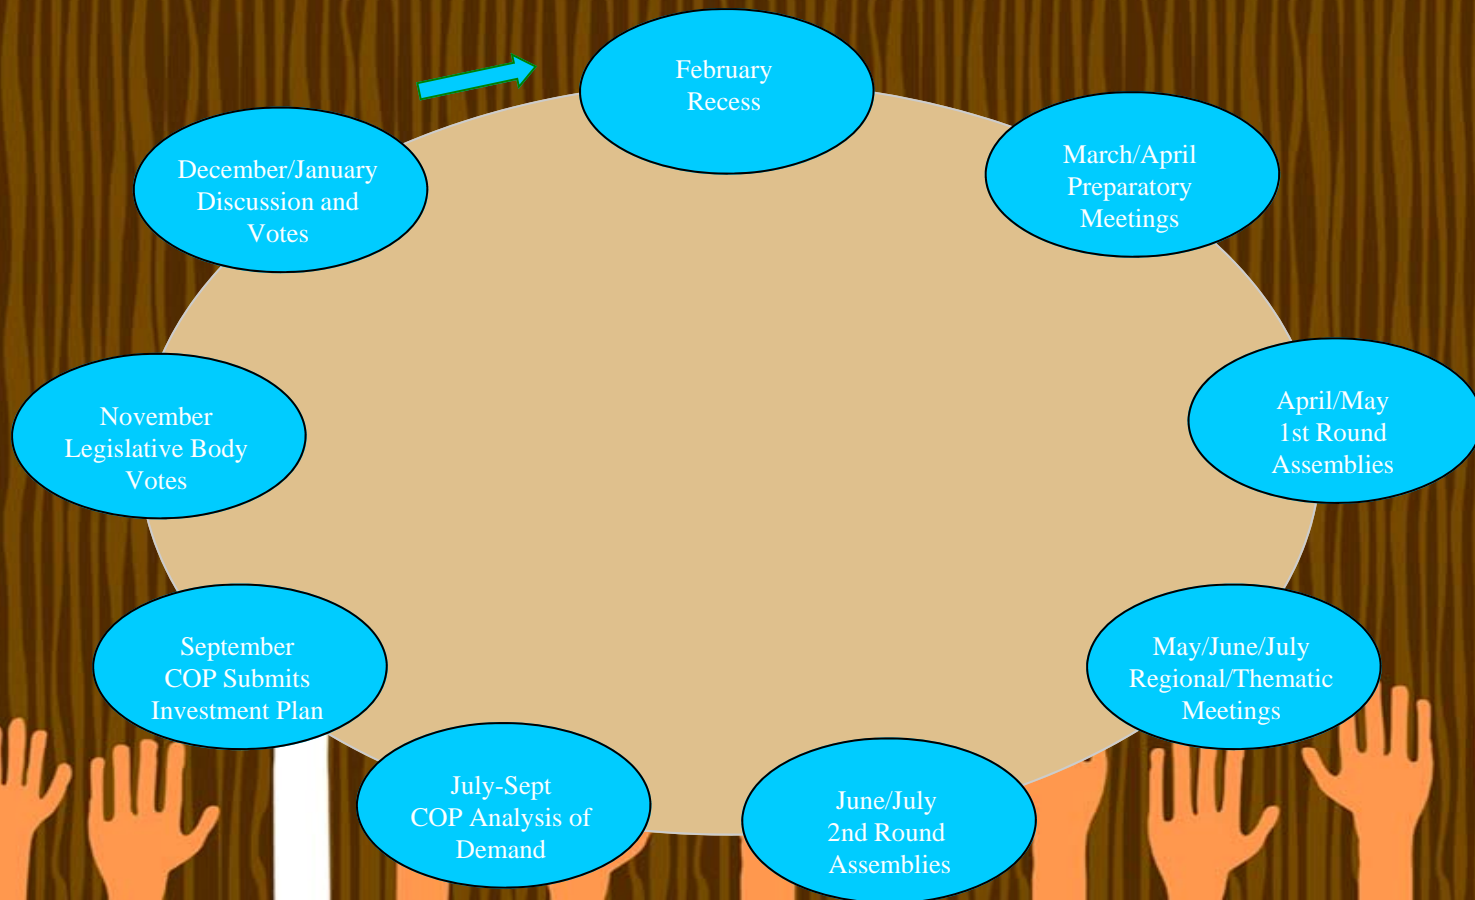 February
Recess
March/April
Preparatory
Meetings
April/May
1st Round
Assemblies
May/June/July
Regional/Thematic
Meetings
June/July
2nd Round
Assemblies
July-Sept
COP Analysis of
Demand
September
COP Submits
Investment Plan
November
Legislative Body
Votes
December/January
Discussion and
Votes